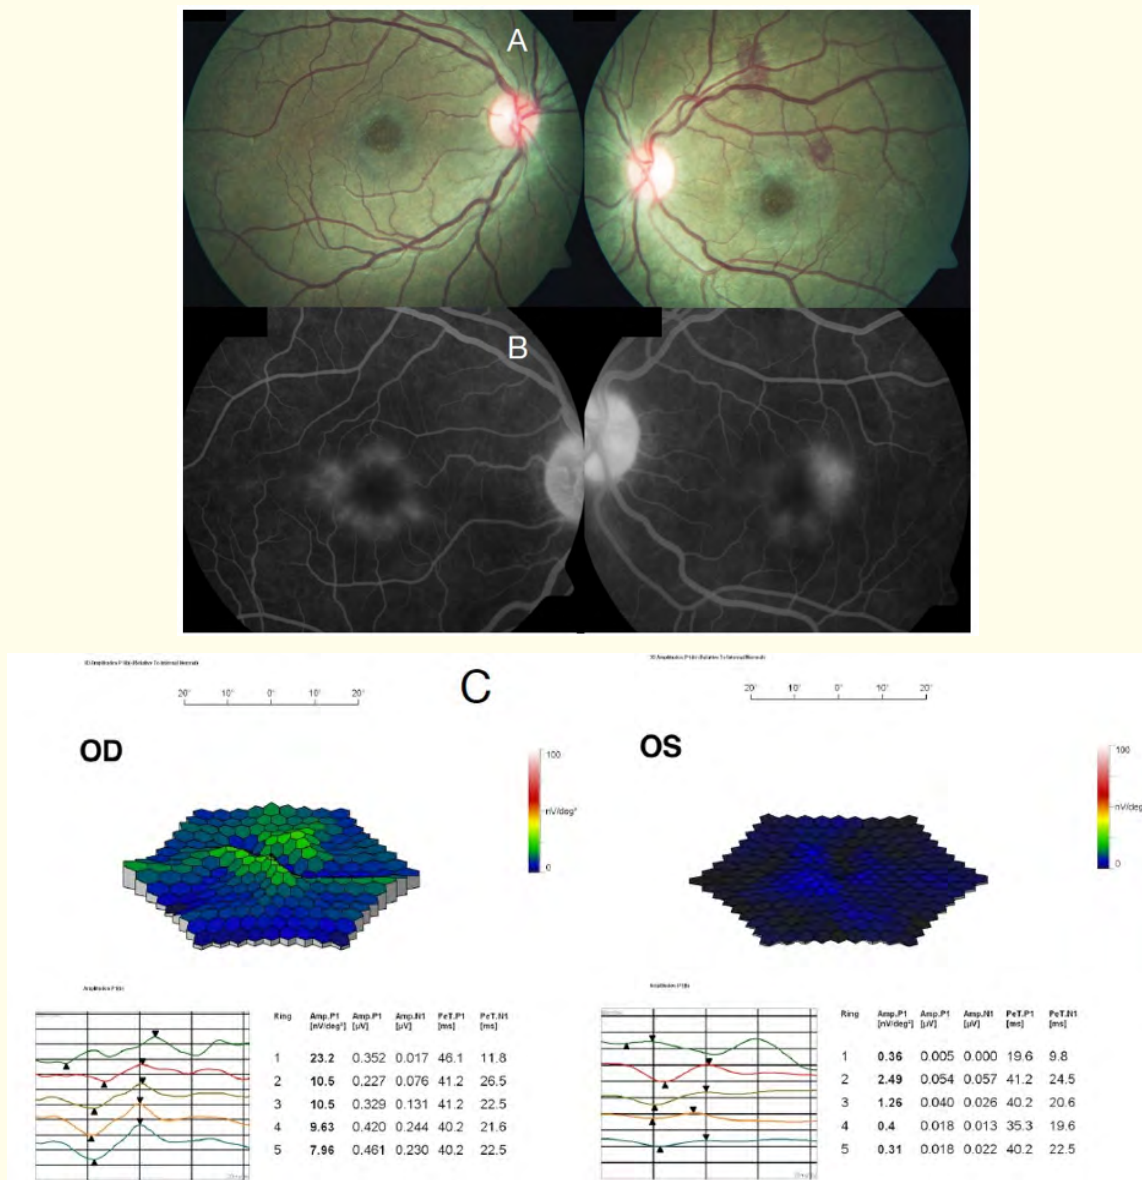 A
B
C
20° 10° 0° 10° 20°
20° 10° 0° 10° 20°
OD
OS
100
nV/deg²
0
100
nV/deg²
0
Ring Amp.P1 [nV/deg²] Amp.P1 [µV] Amp.N1 [µV] PeT.P1 [ms] PeT.N1 [ms]
1 23.2 0.352 0.017 46.1 11.8
2 10.5 0.227 0.076 41.2 26.5
3 10.5 0.329 0.131 41.2 22.5
4 9.63 0.420 0.244 40.2 21.6
5 7.96 0.461 0.230 40.2 22.5
Ring Amp.P1 [nV/deg²] Amp.P1 [µV] Amp.N1 [µV] PeT.P1 [ms] PeT.N1 [ms]
1 0.36 0.005 0.000 19.6 9.8
2 2.49 0.054 0.057 41.2 24.5
3 1.26 0.040 0.026 40.2 20.6
4 0.4 0.018 0.013 35.3 19.6
5 0.31 0.018 0.022 40.2 22.5